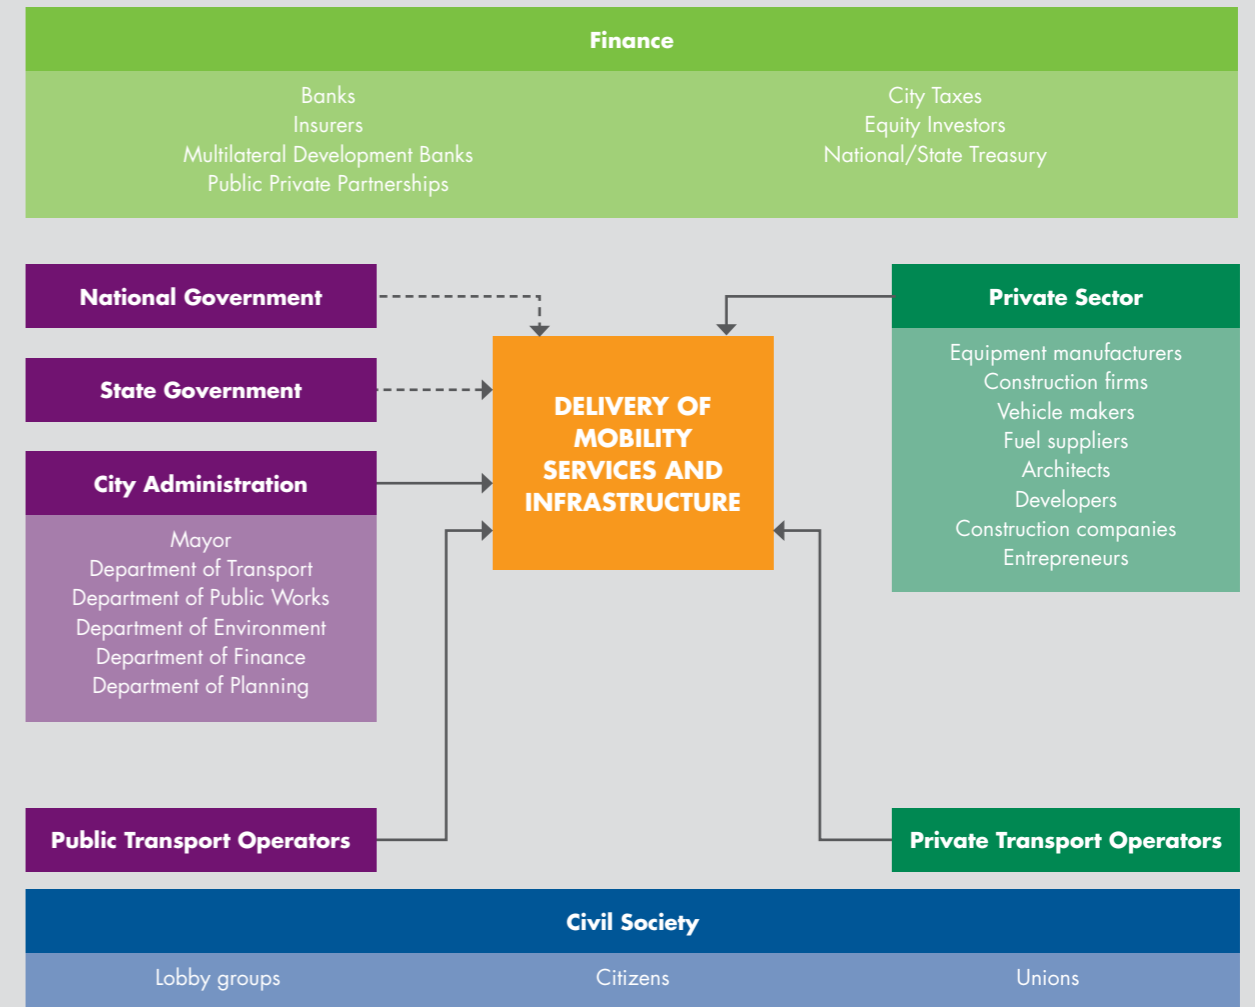 Finance
Banks
Insurers
Multilateral Development Banks
Public Private Partnerships
City Taxes
Equity Investors
National/State Treasury
National Government
State Government
City Administration
Mayor
Department of Transport
Department of Public Works
Department of Environment
Department of Finance
Department of Planning
Public Transport Operators
DELIVERY OF
MOBILITY
SERVICES AND
INFRASTRUCTURE
Private Sector
Equipment manufacturers
Construction firms
Vehicle makers
Fuel suppliers
Architects
Developers
Construction companies
Entrepreneurs
Private Transport Operators
Civil Society
Lobby groups
Citizens
Unions